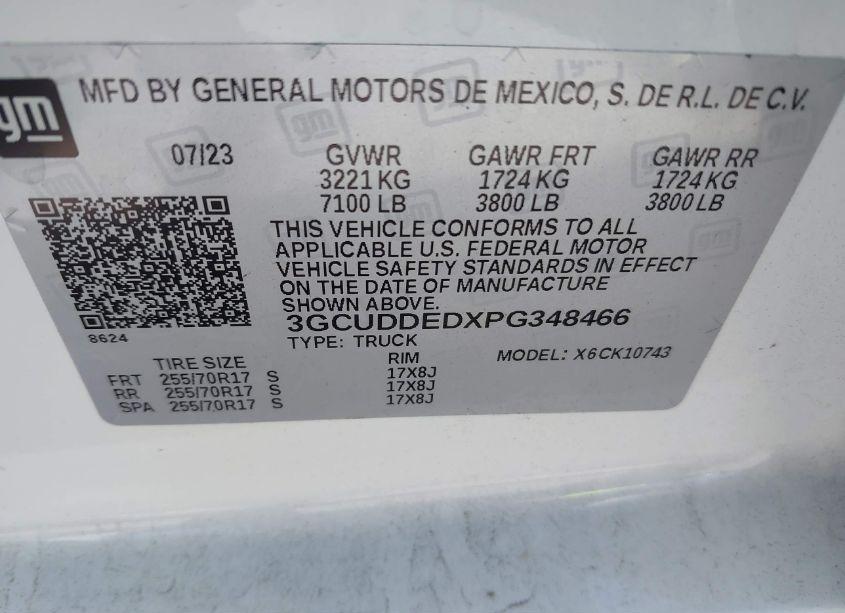 gm
MFD BY GENERAL MOTORS DE MEXICO, S. DE R.L. DE C.V.
07/23 GVWR GAWR FRT GAWR RR
3221 KG 1724 KG 1724 KG
7100 LB 3800 LB 3800 LB
THIS VEHICLE CONFORMS TO ALL
APPLICABLE U.S. FEDERAL MOTOR
VEHICLE SAFETY STANDARDS IN EFFECT
ON THE DATE OF MANUFACTURE
SHOWN ABOVE.
3GCUDDEDXPG348466
8624
TYPE: TRUCK MODEL: X6CK10743
TIRE SIZE RIM
FRT 255/70R17 S 17X8J
RR 255/70R17 S 17X8J
SPA 255/70R17 S 17X8J